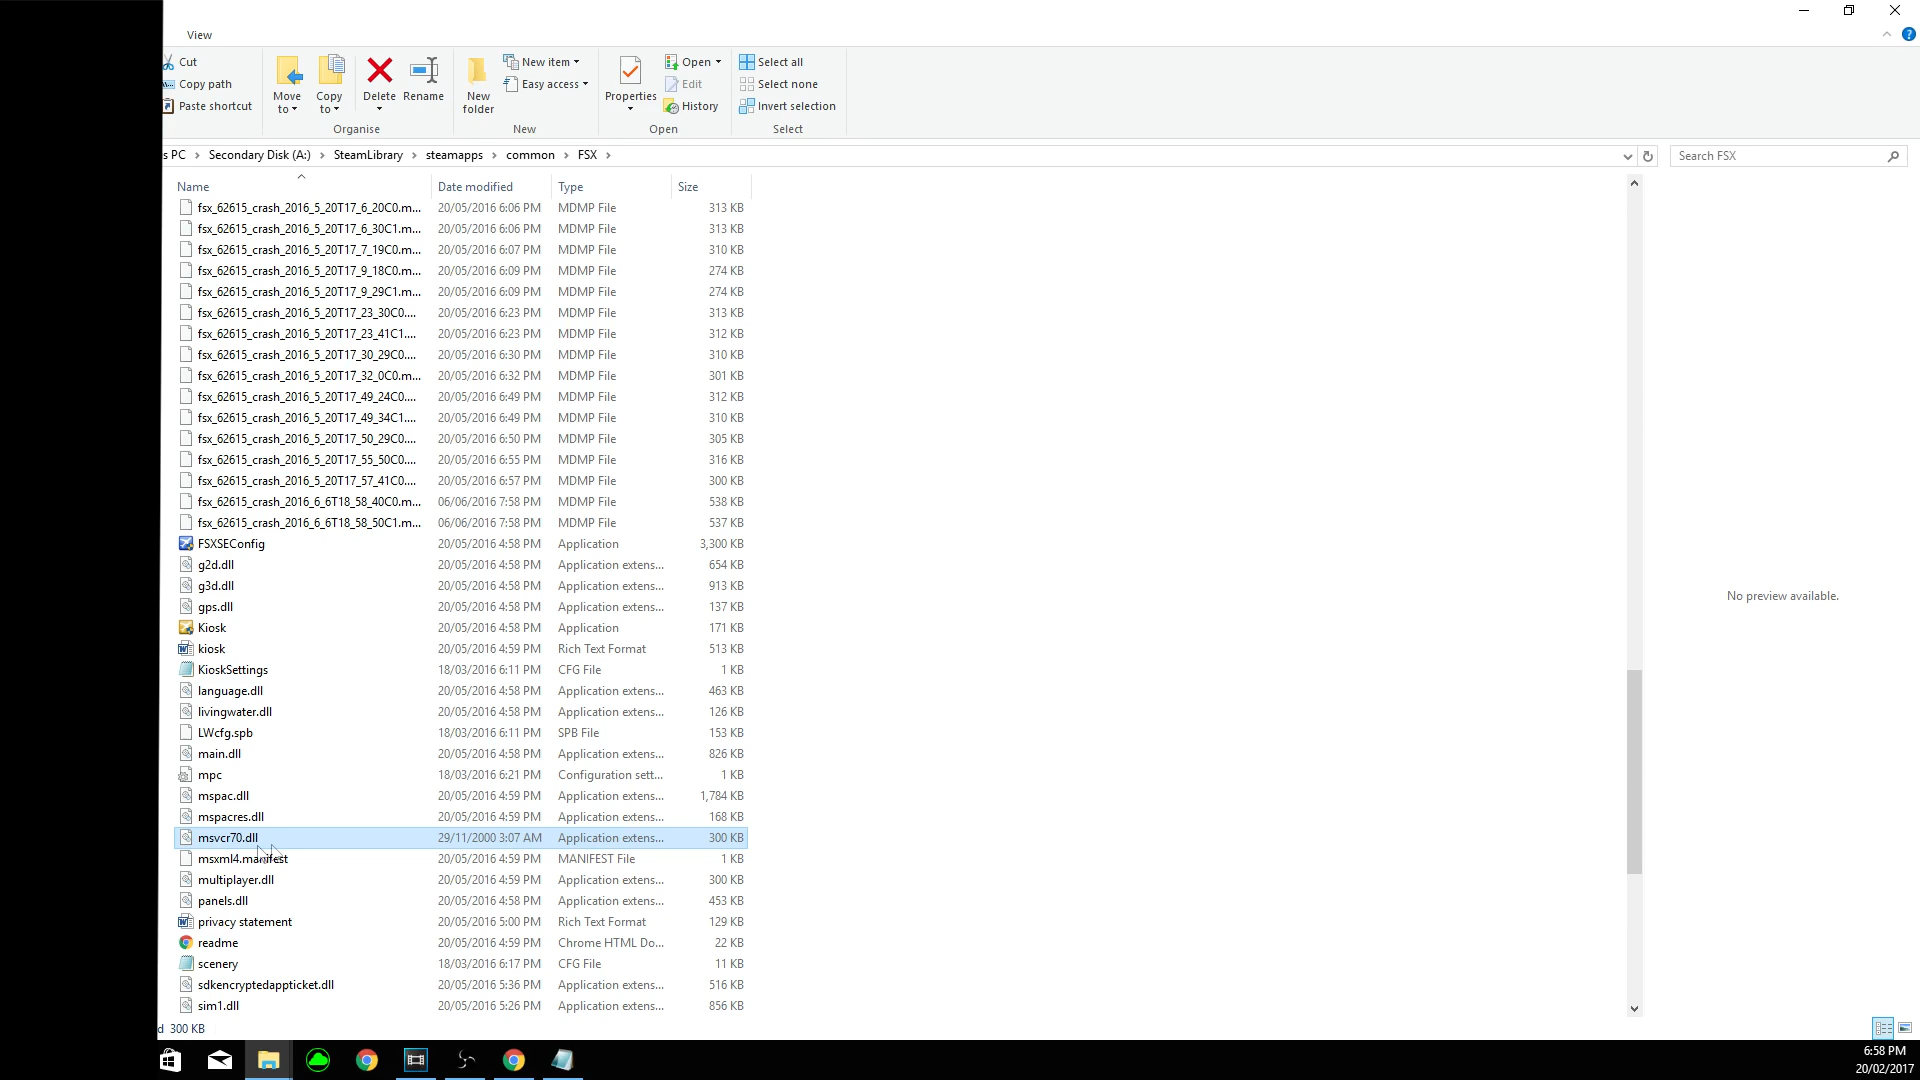 View
Cut
Copy path
Paste shortcut
Move to
Copy to
Delete
Rename
Organise
New folder
New item
Easy access
New
Properties
Open
Edit
History
Open
Select all
Select none
Invert selection
Select
s PC > Secondary Disk (A:) > SteamLibrary > steamapps > common > FSX >
Search FSX
Name Date modified Type Size
fsx_62615_crash_2016_5_20T17_6_20C0.m... 20/05/2016 6:06 PM MDMP File 313 KB
fsx_62615_crash_2016_5_20T17_6_30C1.m... 20/05/2016 6:06 PM MDMP File 313 KB
fsx_62615_crash_2016_5_20T17_7_19C0.m... 20/05/2016 6:07 PM MDMP File 310 KB
fsx_62615_crash_2016_5_20T17_9_18C0.m... 20/05/2016 6:09 PM MDMP File 274 KB
fsx_62615_crash_2016_5_20T17_9_29C1.m... 20/05/2016 6:09 PM MDMP File 274 KB
fsx_62615_crash_2016_5_20T17_23_30C0.... 20/05/2016 6:23 PM MDMP File 313 KB
fsx_62615_crash_2016_5_20T17_23_41C1.... 20/05/2016 6:23 PM MDMP File 312 KB
fsx_62615_crash_2016_5_20T17_30_29C0.... 20/05/2016 6:30 PM MDMP File 310 KB
fsx_62615_crash_2016_5_20T17_32_0C0.m... 20/05/2016 6:32 PM MDMP File 301 KB
fsx_62615_crash_2016_5_20T17_49_24C0.... 20/05/2016 6:49 PM MDMP File 312 KB
fsx_62615_crash_2016_5_20T17_49_34C1.... 20/05/2016 6:49 PM MDMP File 310 KB
fsx_62615_crash_2016_5_20T17_50_29C0.... 20/05/2016 6:50 PM MDMP File 305 KB
fsx_62615_crash_2016_5_20T17_55_50C0.... 20/05/2016 6:55 PM MDMP File 316 KB
fsx_62615_crash_2016_5_20T17_57_41C0.... 20/05/2016 6:57 PM MDMP File 300 KB
fsx_62615_crash_2016_6_6T18_58_40C0.m... 06/06/2016 7:58 PM MDMP File 538 KB
fsx_62615_crash_2016_6_6T18_58_50C1.m... 06/06/2016 7:58 PM MDMP File 537 KB
FSXSEConfig 20/05/2016 4:58 PM Application 3,300 KB
g2d.dll 20/05/2016 4:58 PM Application extens... 654 KB
g3d.dll 20/05/2016 4:58 PM Application extens... 913 KB
gps.dll 20/05/2016 4:58 PM Application extens... 137 KB
Kiosk 20/05/2016 4:58 PM Application 171 KB
kiosk 20/05/2016 4:59 PM Rich Text Format 513 KB
KioskSettings 18/03/2016 6:11 PM CFG File 1 KB
language.dll 20/05/2016 4:58 PM Application extens... 463 KB
livingwater.dll 20/05/2016 4:58 PM Application extens... 126 KB
LWcfg.spb 18/03/2016 6:11 PM SPB File 153 KB
main.dll 20/05/2016 4:58 PM Application extens... 826 KB
mpc 18/03/2016 6:21 PM Configuration sett... 1 KB
mspac.dll 20/05/2016 4:59 PM Application extens... 1,784 KB
mspacres.dll 20/05/2016 4:59 PM Application extens... 168 KB
msvcr70.dll 29/11/2000 3:07 AM Application extens... 300 KB
msxml4.manifest 20/05/2016 4:59 PM MANIFEST File 1 KB
multiplayer.dll 20/05/2016 4:59 PM Application extens... 300 KB
panels.dll 20/05/2016 4:58 PM Application extens... 453 KB
privacy statement 20/05/2016 5:00 PM Rich Text Format 129 KB
readme 20/05/2016 4:59 PM Chrome HTML Do... 22 KB
scenery 18/03/2016 6:17 PM CFG File 11 KB
sdkencryptedappticket.dll 20/05/2016 5:36 PM Application extens... 516 KB
sim1.dll 20/05/2016 5:26 PM Application extens... 856 KB
No preview available.
d 300 KB
6:58 PM
20/02/2017